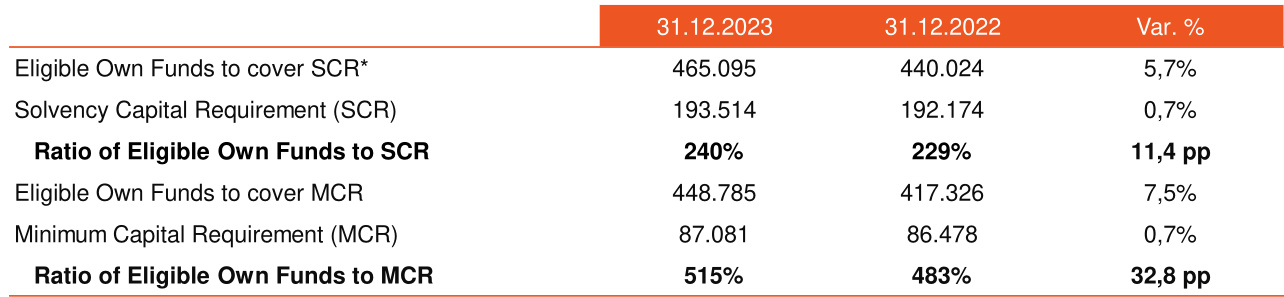 31.12.2023 31.12.2022 Var. %
Eligible Own Funds to cover SCR* 465.095 440.024 5,7%
Solvency Capital Requirement (SCR) 193.514 192.174 0,7%
Ratio of Eligible Own Funds to SCR 240% 229% 11,4 pp
Eligible Own Funds to cover MCR 448.785 417.326 7,5%
Minimum Capital Requirement (MCR) 87.081 86.478 0,7%
Ratio of Eligible Own Funds to MCR 515% 483% 32,8 pp